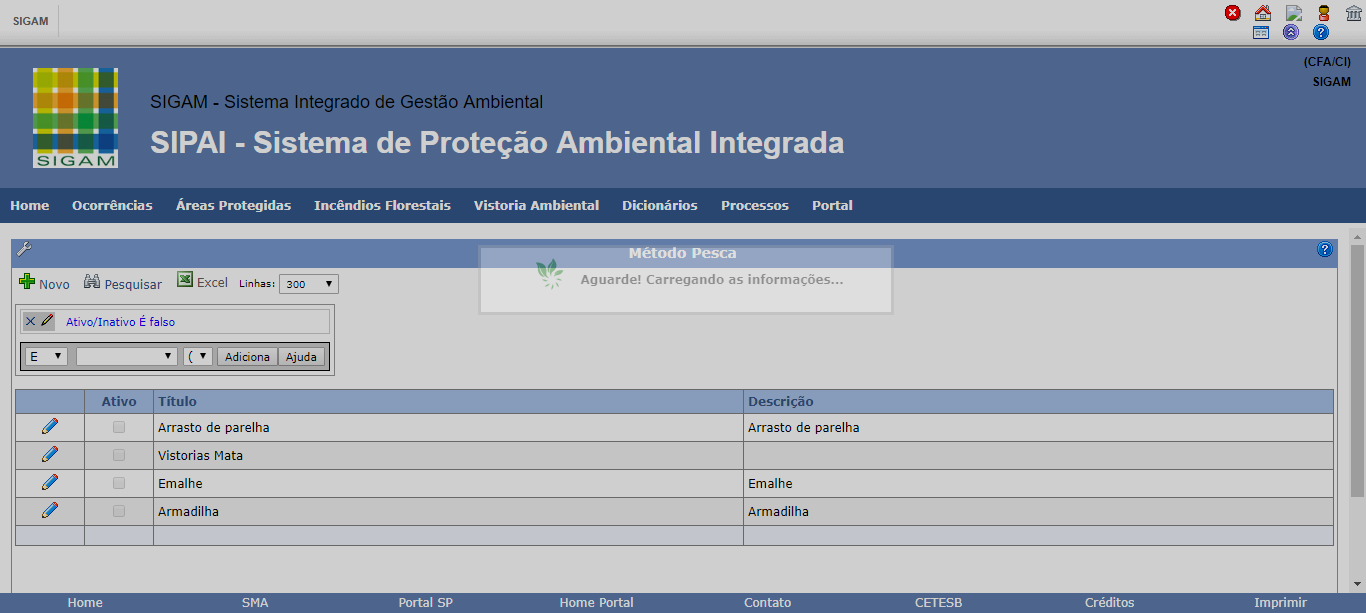 SIGAM
(CFA/CI)
SIGAM
SIGAM
SIGAM - Sistema Integrado de Gestão Ambiental
SIPAI - Sistema de Proteção Ambiental Integrada
Home Ocorrências Áreas Protegidas Incêndios Florestais Vistoria Ambiental Dicionários Processos Portal
Método Pesca
Aguarde! Carregando as informações...
Novo Pesquisar Excel Linhas: 300
Ativo/Inativo É falso
E ( Adiciona Ajuda
Ativo Título Descrição
Arrasto de parelha Arrasto de parelha
Vistorias Mata
Emalhe Emalhe
Armadilha Armadilha
Home SMA Portal SP Home Portal Contato CETESB Créditos Imprimir